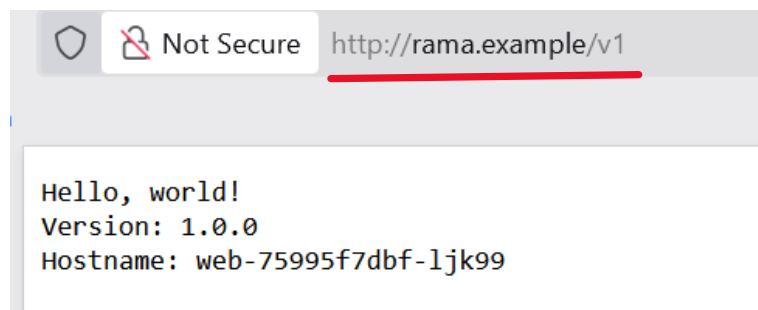 Not Secure http://rama.example/v1
Hello, world!
Version: 1.0.0
Hostname: web-75995f7dbf-ljk99